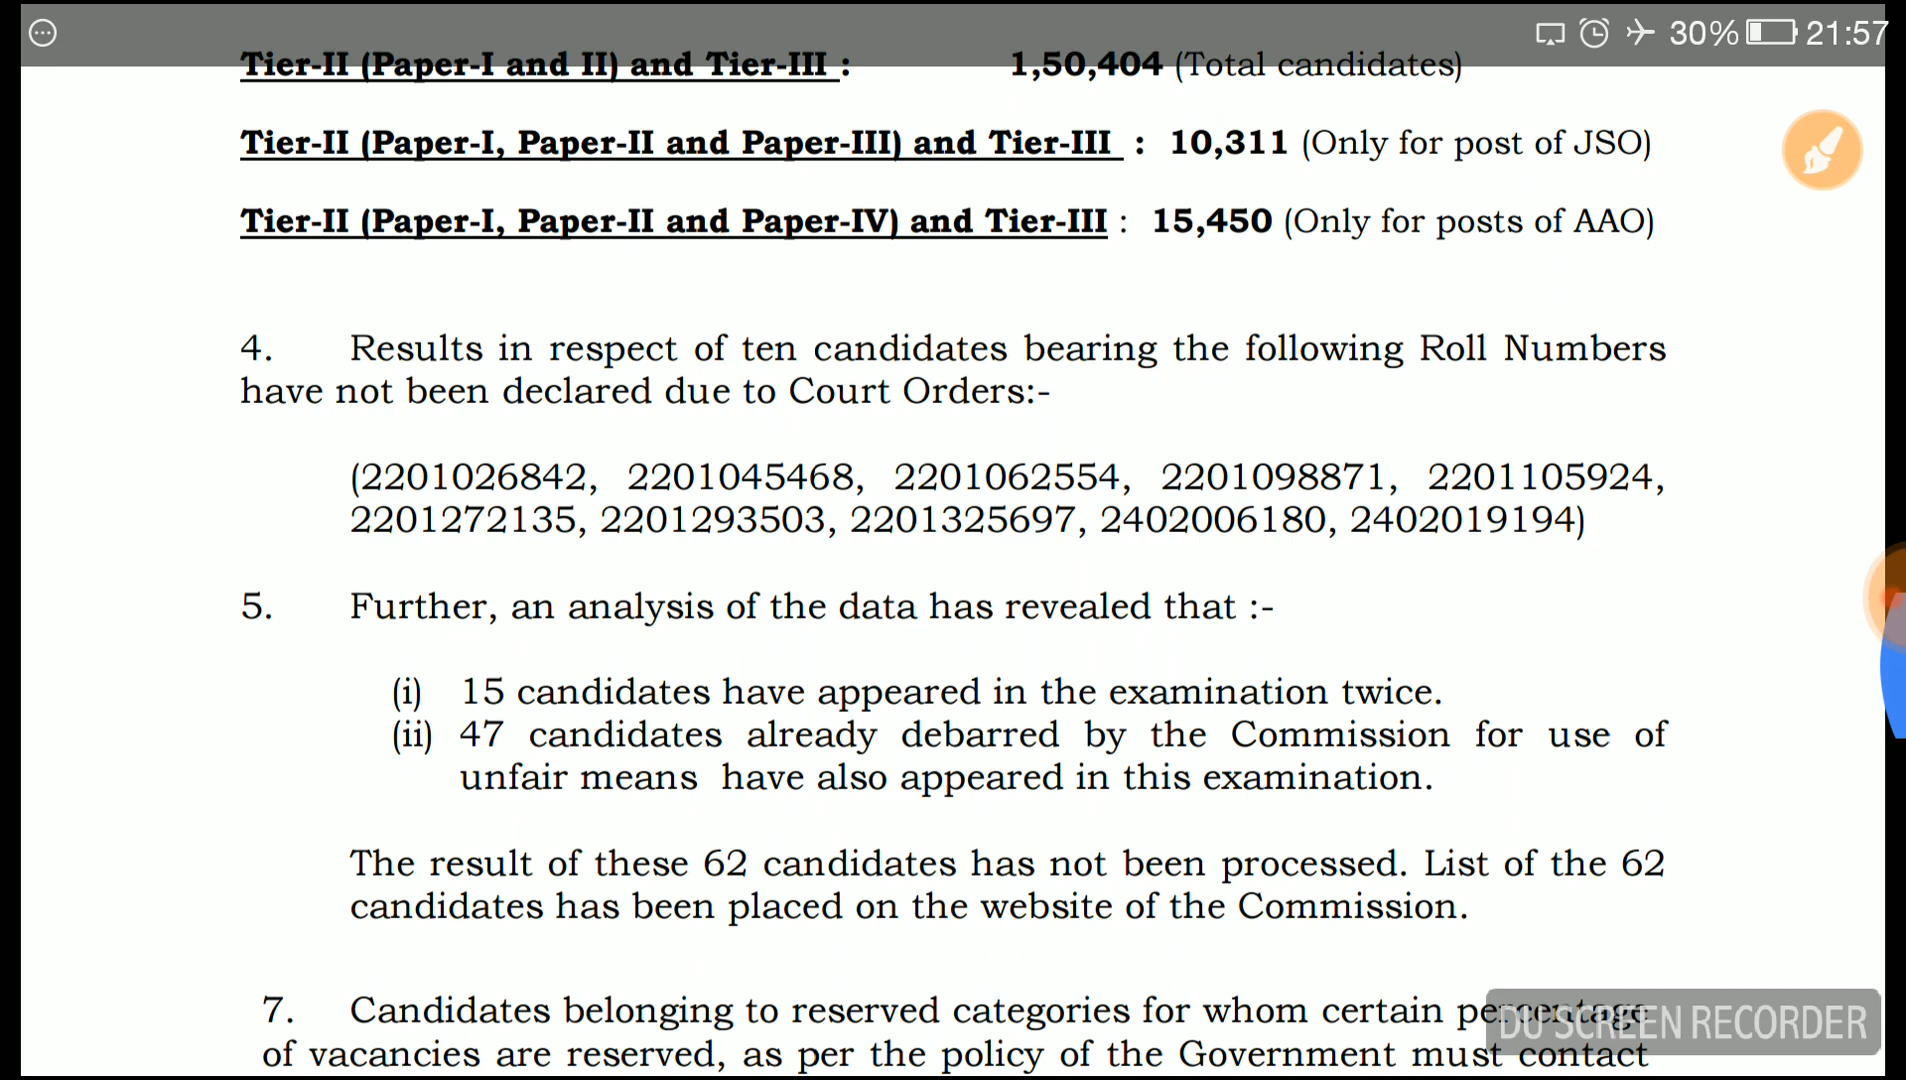 30% 21:57
Tier-II (Paper-I and II) and Tier-III : 1,50,404 (Total candidates)
Tier-II (Paper-I, Paper-II and Paper-III) and Tier-III : 10,311 (Only for post of JSO)
Tier-II (Paper-I, Paper-II and Paper-IV) and Tier-III : 15,450 (Only for posts of AAO)
4. Results in respect of ten candidates bearing the following Roll Numbers
have not been declared due to Court Orders:-
(2201026842, 2201045468, 2201062554, 2201098871, 2201105924,
2201272135, 2201293503, 2201325697, 2402006180, 2402019194)
5. Further, an analysis of the data has revealed that :-
(i) 15 candidates have appeared in the examination twice.
(ii) 47 candidates already debarred by the Commission for use of
unfair means have also appeared in this examination.
The result of these 62 candidates has not been processed. List of the 62
candidates has been placed on the website of the Commission.
7. Candidates belonging to reserved categories for whom certain percentage
of vacancies are reserved, as per the policy of the Government must contact
DU SCREEN RECORDER